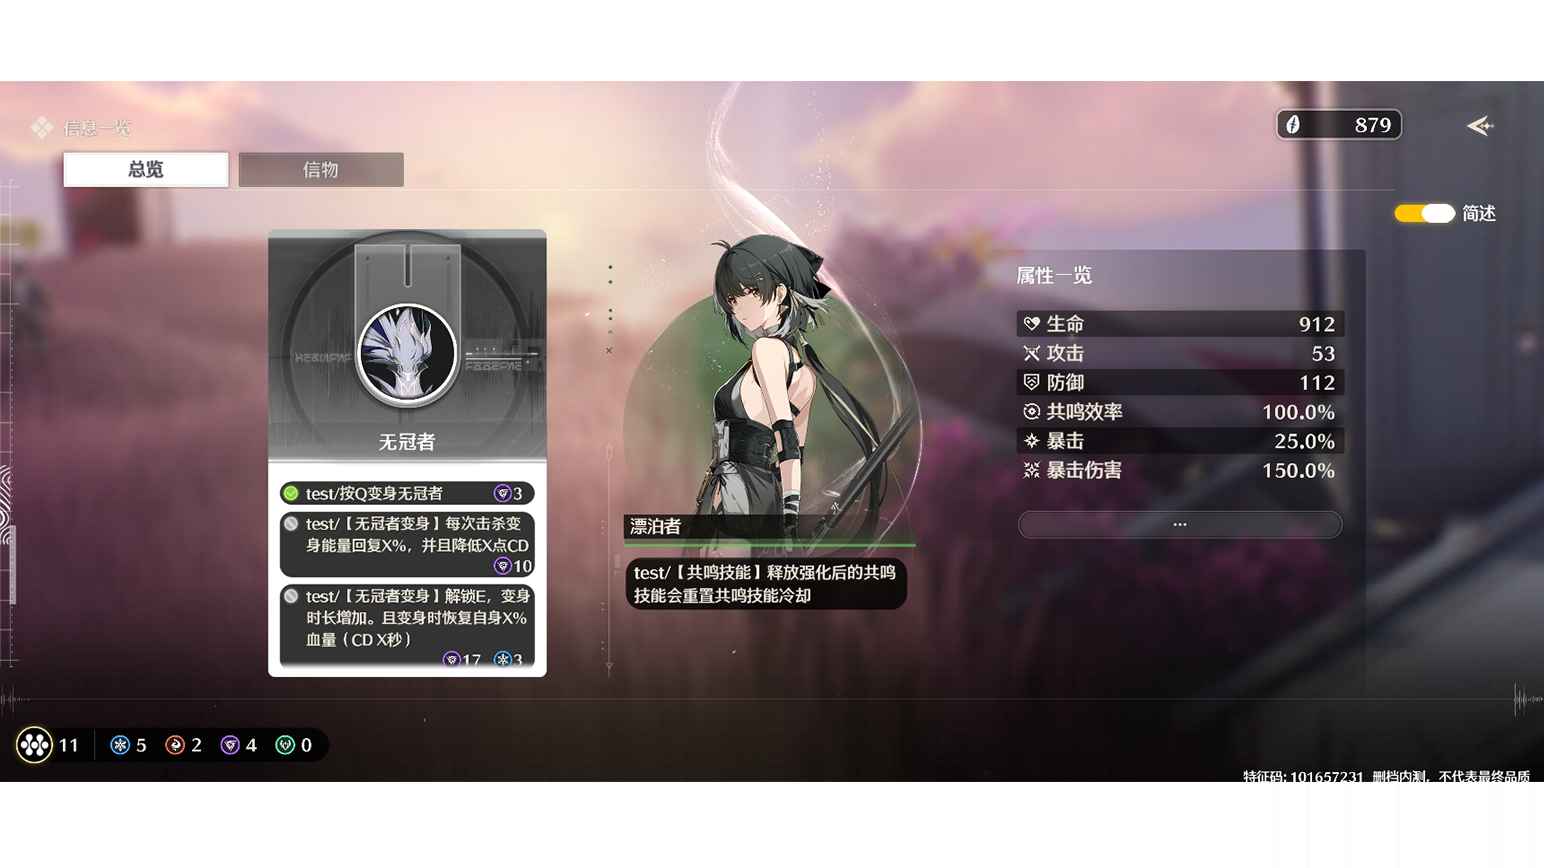 信息一览
879
总览
信物
简述
无冠者
test/按Q变身无冠者
3
test/【无冠者变身】每次击杀变
身能量回复X%，并且降低X点CD
10
test/【无冠者变身】解锁E，变身
时长增加。且变身时恢复自身X%
血量（CD X秒）
17 3
漂泊者
test/【共鸣技能】释放强化后的共鸣
技能会重置共鸣技能冷却
属性一览
生命 912
攻击 53
防御 112
共鸣效率 100.0%
暴击 25.0%
暴击伤害 150.0%
...
11 5 2 4 0
特征码: 101657231 删档内测，不代表最终品质